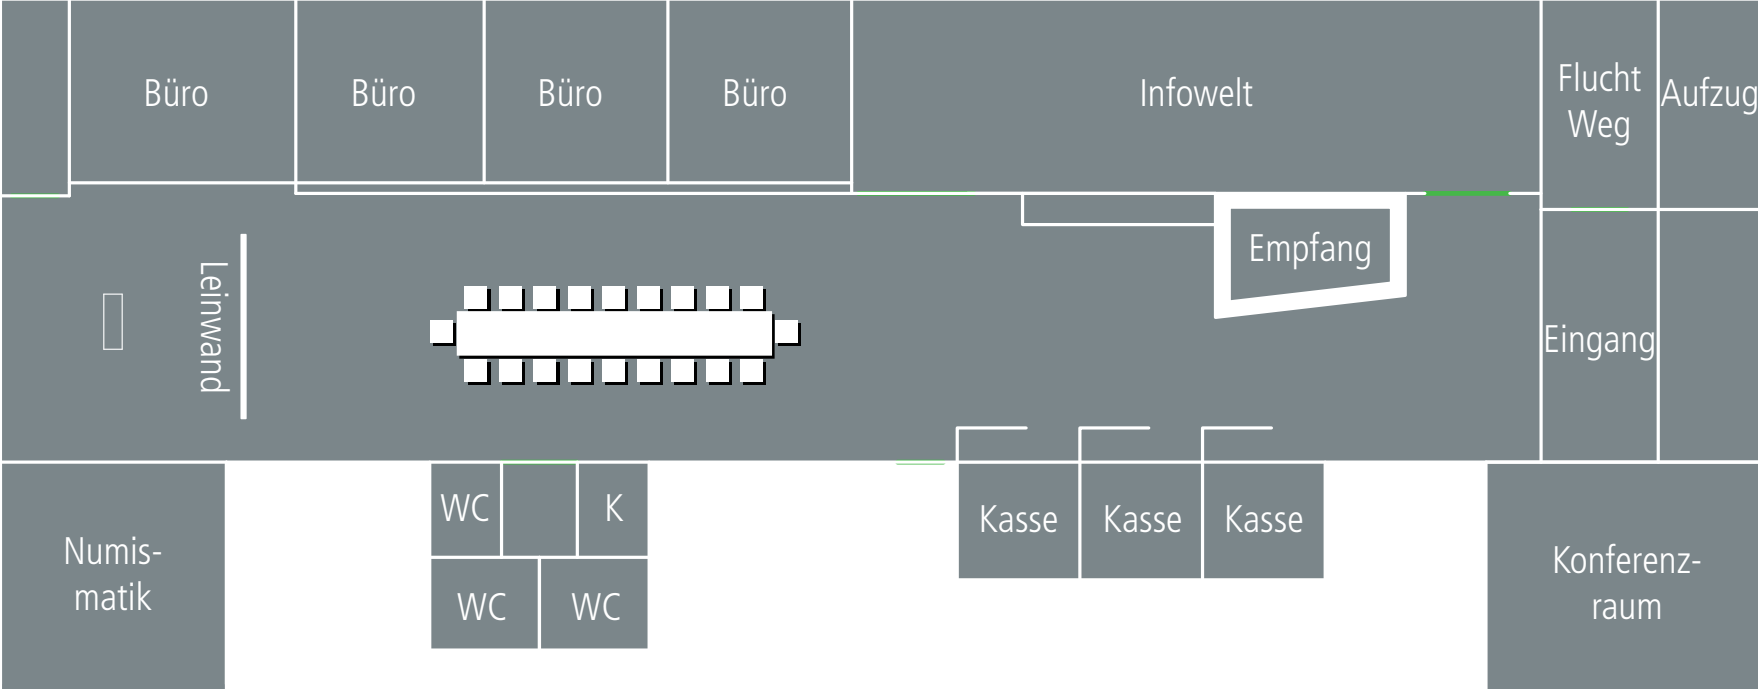 Büro
Büro
Büro
Büro
Infowelt
Flucht
Weg
Aufzug
Empfang
Leinwand
Eingang
WC
K
Kasse
Kasse
Kasse
Numis-
matik
Konferenz-
raum
WC
WC